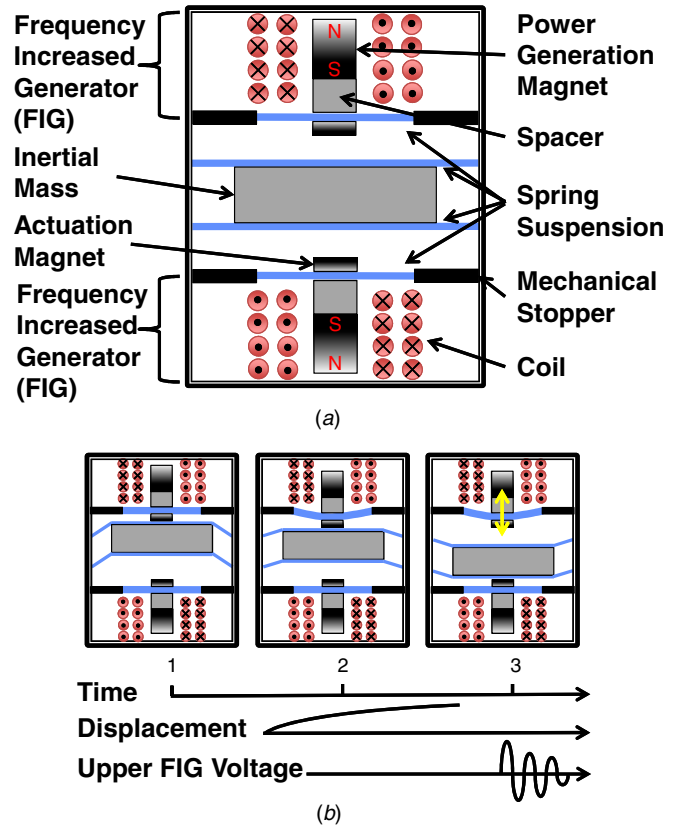 Frequency
Increased
Generator
(FIG)
Inertial
Mass
Actuation
Magnet
Frequency
Increased
Generator
(FIG)
N
S
S
N
Power
Generation
Magnet
Spacer
Spring
Suspension
Mechanical
Stopper
Coil
(a)
1 2 3
Time
Displacement
Upper FIG Voltage
(b)